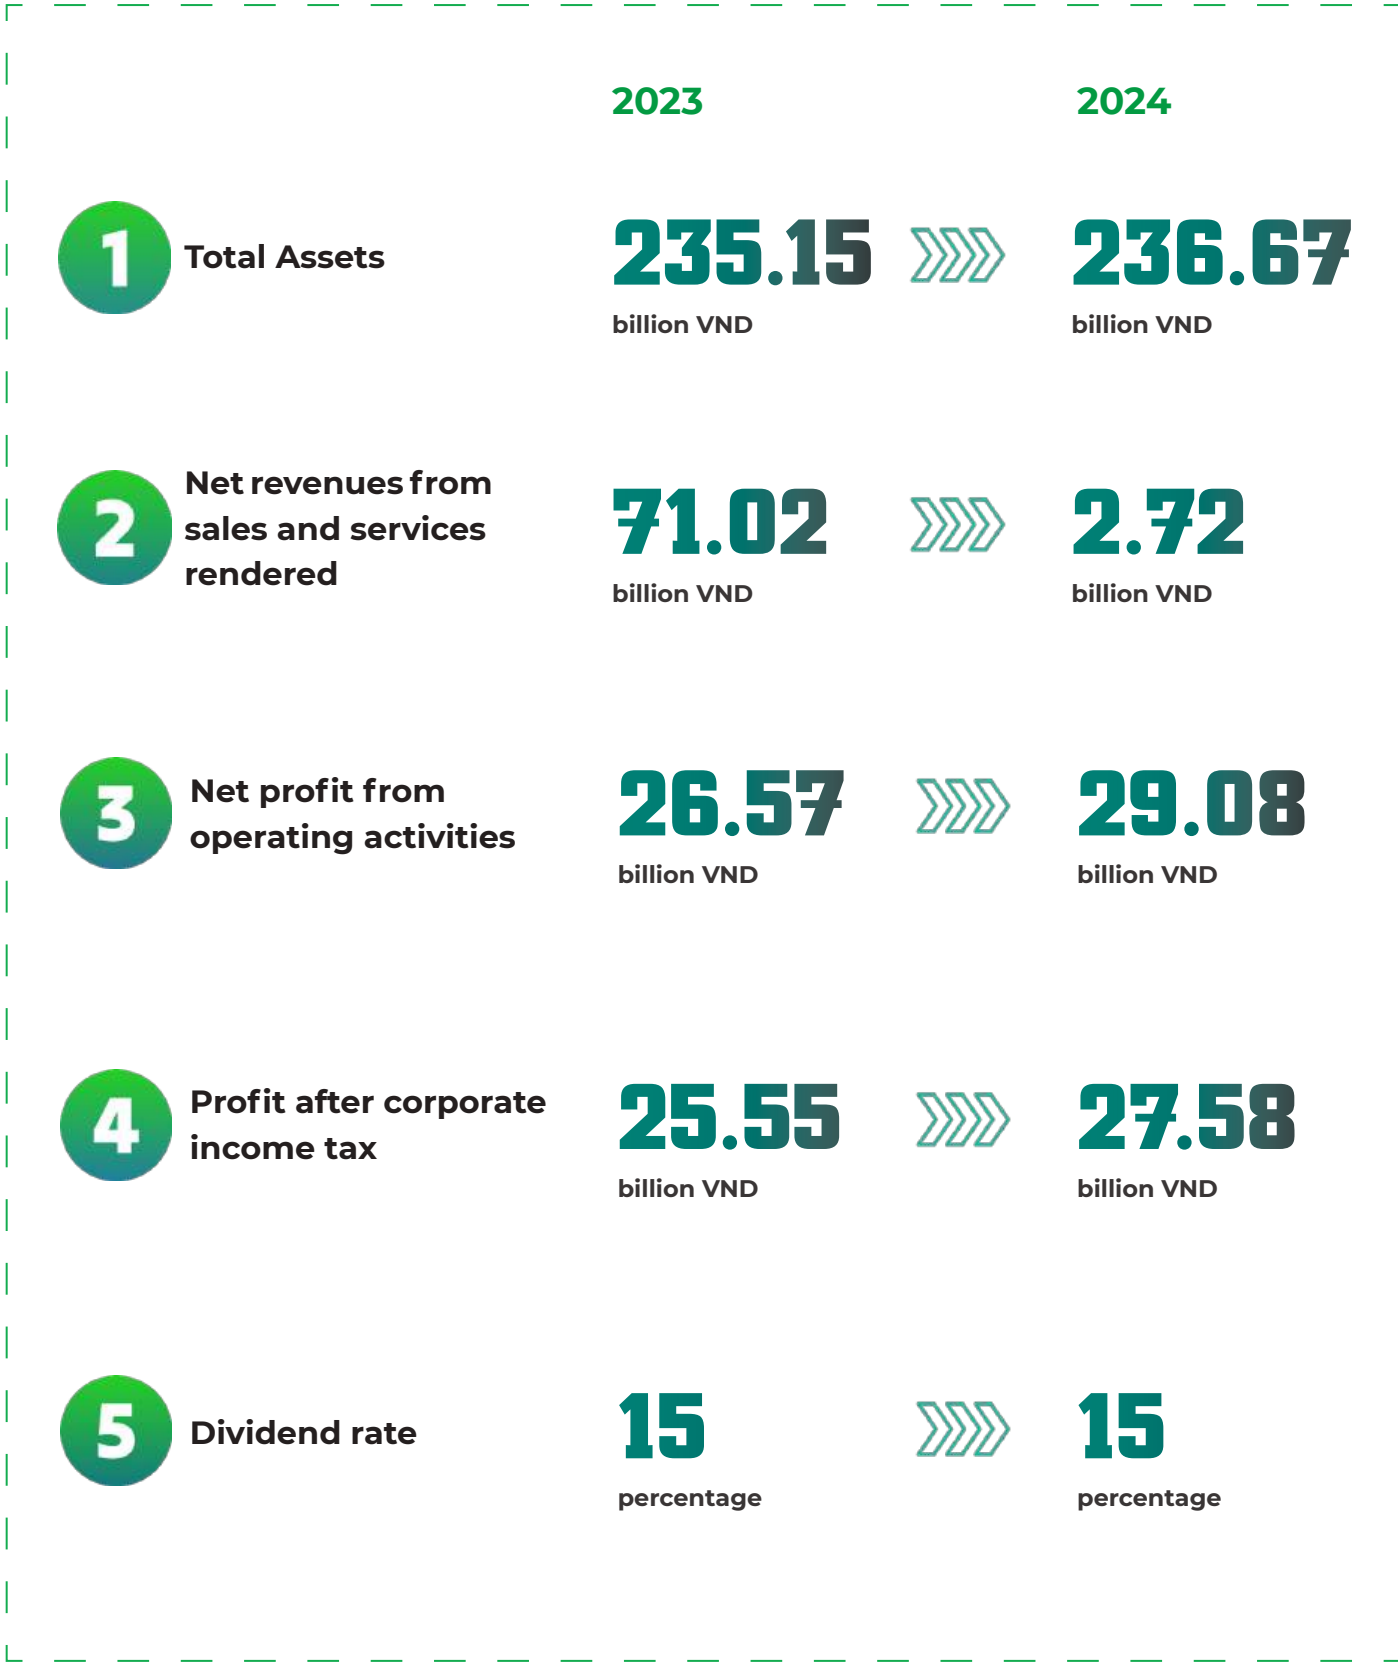 2023 2024
1 Total Assets 235.15 236.67
billion VND billion VND
2 Net revenues from
sales and services
rendered
71.02 2.72
billion VND billion VND
3 Net profit from
operating activities
26.57 29.08
billion VND billion VND
4 Profit after corporate
income tax
25.55 27.58
billion VND billion VND
5 Dividend rate 15 15
percentage percentage